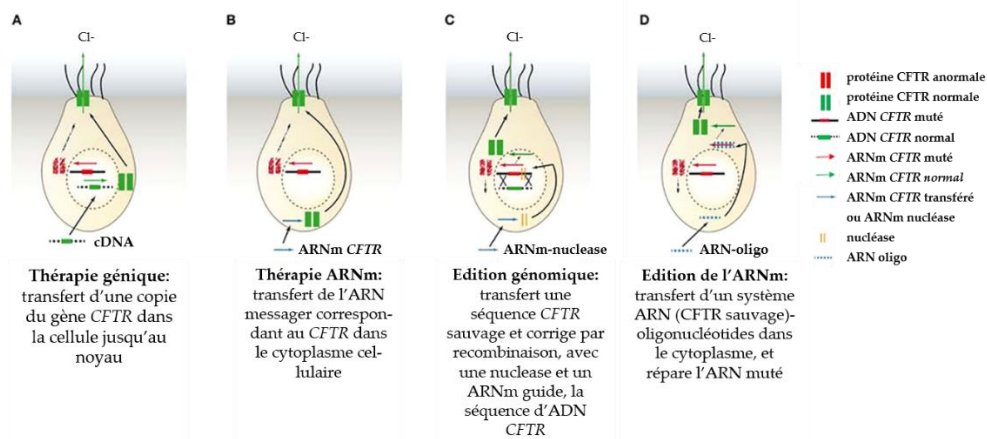 A
B
C
D
Cl-
Cl-
Cl-
Cl-
cDNA
ARNm CFTR
ARNm-nuclease
ARN-oligo
protéine CFTR anormale
protéine CFTR normale
ADN CFTR muté
ADN CFTR normal
ARNm CFTR muté
ARNm CFTR normal
ARNm CFTR transféré
ou ARNm nucléase
nucléase
ARN oligo
Thérapie génique:
transfert d'une copie
du gène CFTR dans
la cellule jusqu'au
noyau
Thérapie ARNm:
transfert de l'ARN
messager correspon-
dant au CFTR dans
le cytoplasme cel-
lulaire
Edition génomique:
transfert une
séquence CFTR
sauvage et corrige par
recombinaison, avec
une nuclease et un
ARNm guide, la
séquence d'ADN
CFTR
Edition de l'ARNm:
transfert d'un système
ARN (CFTR sauvage)-
oligonucléotides dans
le cytoplasme, et
répare l'ARN muté